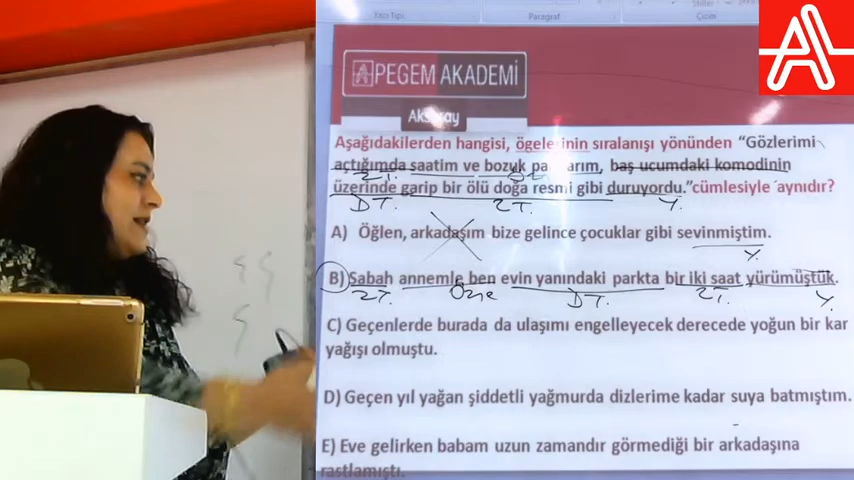 Yazı Tipi
Paragraf
Çizim
PEGEM AKADEMİ
Aksaray
Aşağıdakilerden hangisi, ögelerinin sıralanışı yönünden "Gözlerimi
açtığımda saatim ve bozuk paralarım, baş ucumdaki komodinin
üzerinde garip bir ölü doğa resmi gibi duruyordu."cümlesiyle aynıdır?
ZT.
DT.
ZT.
Y.
A) Öğlen, arkadaşım bize gelince çocuklar gibi sevinmiştim.
Y.
B) Sabah annemle ben evin yanındaki parkta bir iki saat yürümüştük.
ZT.
Özne
DT.
ZT.
Y.
C) Geçenlerde burada da ulaşımı engelleyecek derecede yoğun bir kar
yağışı olmuştu.
D) Geçen yıl yağan şiddetli yağmurda dizlerime kadar suya batmıştım.
E) Eve gelirken babam uzun zamandır görmediği bir arkadaşına
rastlamıştı.